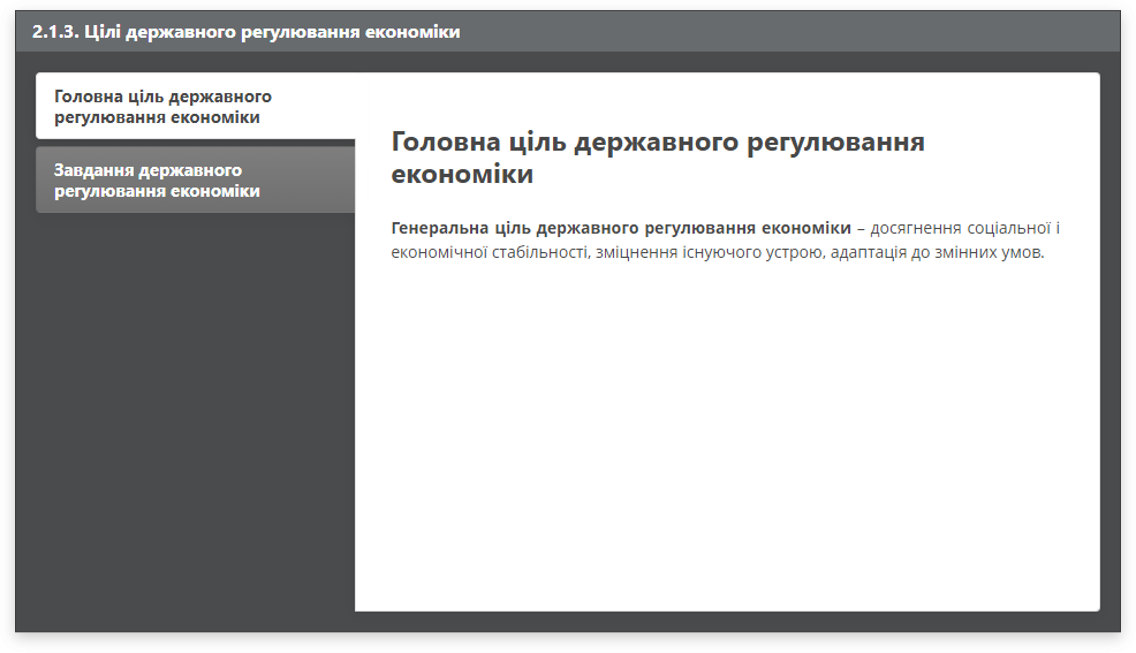 2.1.3. Цілі державного регулювання економіки
Головна ціль державного
регулювання економіки
Завдання державного
регулювання економіки
Головна ціль державного регулювання
економіки
Генеральна ціль державного регулювання економіки – досягнення соціальної і
економічної стабільності, зміцнення існуючого устрою, адаптація до змінних умов.